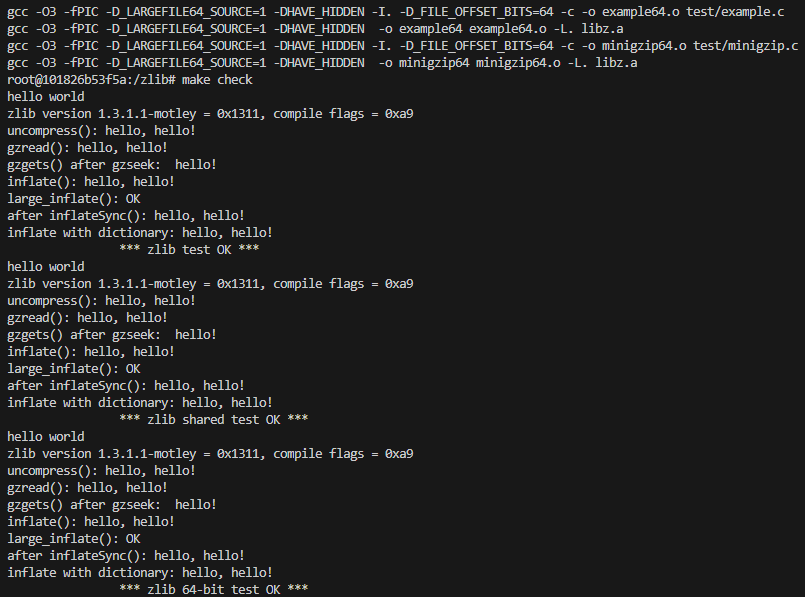 gcc -O3 -fPIC -D_LARGEFILE64_SOURCE=1 -DHAVE_HIDDEN -I. -D_FILE_OFFSET_BITS=64 -c -o example64.o test/example.c
gcc -O3 -fPIC -D_LARGEFILE64_SOURCE=1 -DHAVE_HIDDEN  -o example64 example64.o -L. libz.a
gcc -O3 -fPIC -D_LARGEFILE64_SOURCE=1 -DHAVE_HIDDEN -I. -D_FILE_OFFSET_BITS=64 -c -o minigzip64.o test/minigzip.c
gcc -O3 -fPIC -D_LARGEFILE64_SOURCE=1 -DHAVE_HIDDEN  -o minigzip64 minigzip64.o -L. libz.a
root@101826b53f5a:/zlib# make check
hello world
zlib version 1.3.1.1-motley = 0x1311, compile flags = 0xa9
uncompress(): hello, hello!
gzread(): hello, hello!
gzgets() after gzseek:  hello!
inflate(): hello, hello!
large_inflate(): OK
after inflateSync(): hello, hello!
inflate with dictionary: hello, hello!
                *** zlib test OK ***
hello world
zlib version 1.3.1.1-motley = 0x1311, compile flags = 0xa9
uncompress(): hello, hello!
gzread(): hello, hello!
gzgets() after gzseek:  hello!
inflate(): hello, hello!
large_inflate(): OK
after inflateSync(): hello, hello!
inflate with dictionary: hello, hello!
                *** zlib shared test OK ***
hello world
zlib version 1.3.1.1-motley = 0x1311, compile flags = 0xa9
uncompress(): hello, hello!
gzread(): hello, hello!
gzgets() after gzseek:  hello!
inflate(): hello, hello!
large_inflate(): OK
after inflateSync(): hello, hello!
inflate with dictionary: hello, hello!
                *** zlib 64-bit test OK ***